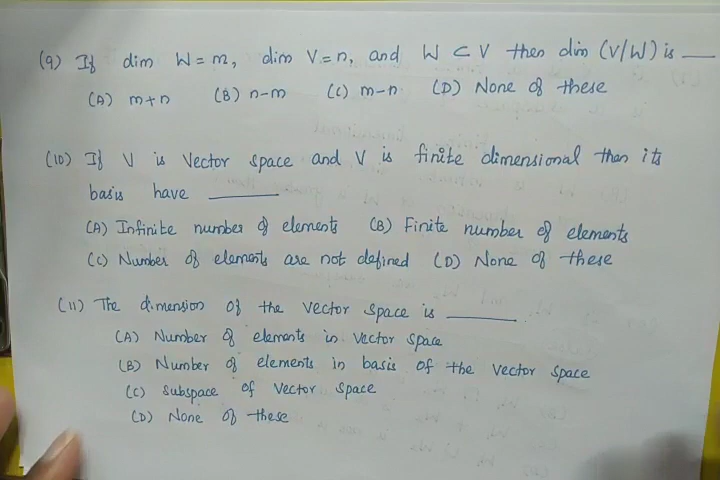 (9) If dim W = m, dim V = n, and W ⊂ V then dim (V/W) is ___
(A) m+n (B) n-m (C) m-n (D) None of these
(10) If V is Vector space and V is finite dimensional then its
basis have ___
(A) Infinite number of elements (B) Finite number of elements
(C) Number of elements are not defined (D) None of these
(11) The dimension of the vector space is ___
(A) Number of elements in vector space
(B) Number of elements in basis of the vector space
(C) Subspace of vector space
(D) None of these